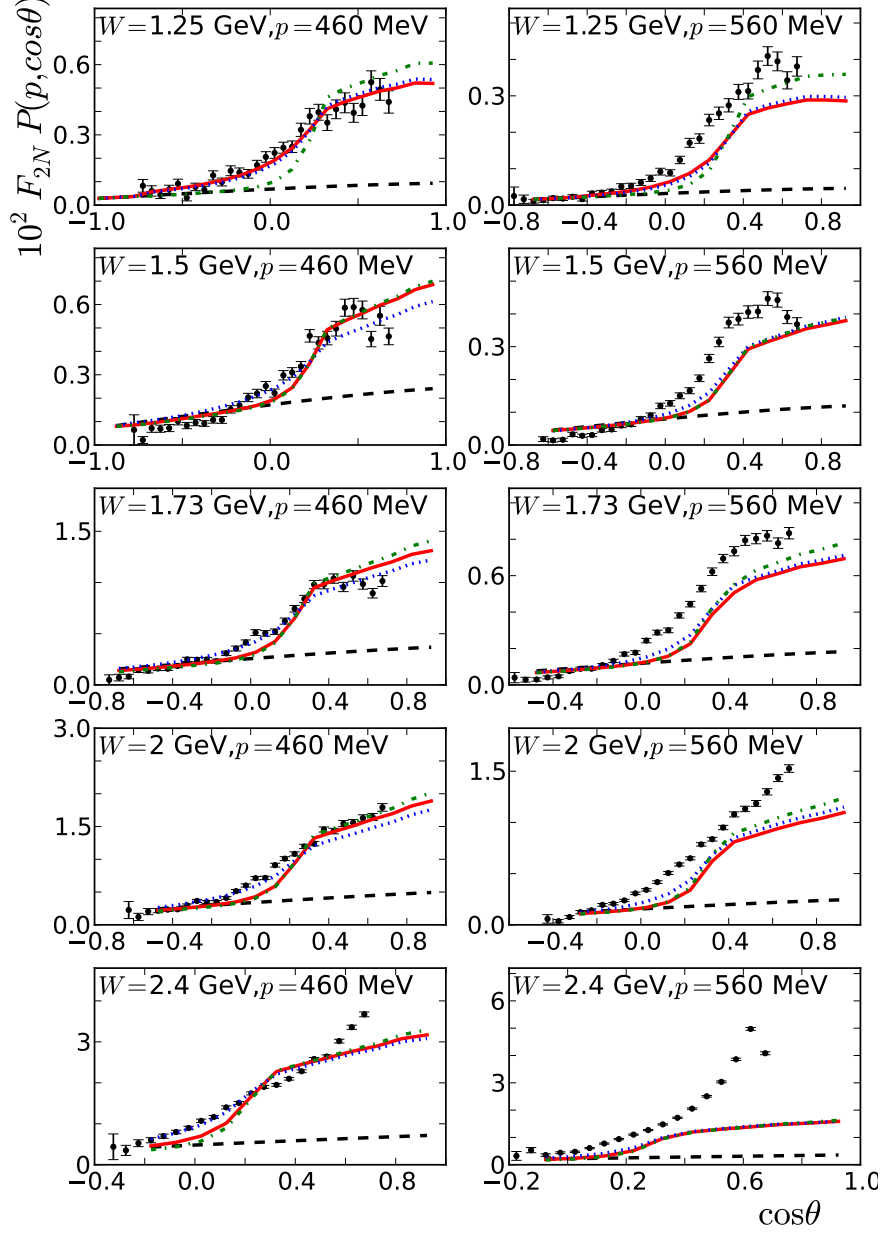 10² F₂N P(p,cosθ)
W=1.25 GeV,p=460 MeV
0.6
0.3
0.0
−1.0 0.0 1.0
W=1.25 GeV,p=560 MeV
0.3
0.0
−0.8 −0.4 0.0 0.4 0.8
W=1.5 GeV,p=460 MeV
0.6
0.3
0.0
−1.0 0.0 1.0
W=1.5 GeV,p=560 MeV
0.3
0.0
−0.8 −0.4 0.0 0.4 0.8
W=1.73 GeV,p=460 MeV
1.5
0.0
−0.8 −0.4 0.0 0.4 0.8
W=1.73 GeV,p=560 MeV
0.6
0.0
−0.4 0.0 0.4 0.8
W=2 GeV,p=460 MeV
3.0
1.5
0.0
−0.8 −0.4 0.0 0.4 0.8
W=2 GeV,p=560 MeV
1.5
0.0
−0.4 0.0 0.4 0.8
W=2.4 GeV,p=460 MeV
3
0
−0.4 0.0 0.4 0.8
W=2.4 GeV,p=560 MeV
6
3
0
−0.2 0.2 0.6 1.0
cosθ